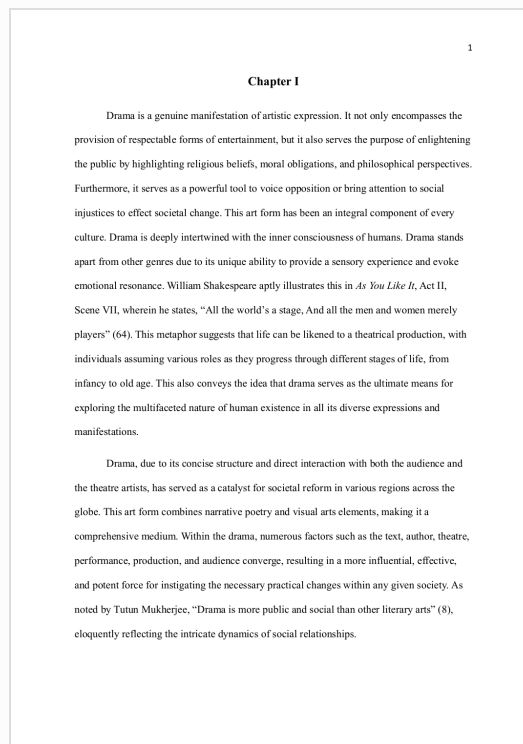 1
Chapter I
Drama is a genuine manifestation of artistic expression. It not only encompasses the
provision of respectable forms of entertainment, but it also serves the purpose of enlightening
the public by highlighting religious beliefs, moral obligations, and philosophical perspectives.
Furthermore, it serves as a powerful tool to voice opposition or bring attention to social
injustices to effect societal change. This art form has been an integral component of every
culture. Drama is deeply intertwined with the inner consciousness of humans. Drama stands
apart from other genres due to its unique ability to provide a sensory experience and evoke
emotional resonance. William Shakespeare aptly illustrates this in As You Like It, Act II,
Scene VII, wherein he states, “All the world’s a stage, And all the men and women merely
players” (64). This metaphor suggests that life can be likened to a theatrical production, with
individuals assuming various roles as they progress through different stages of life, from
infancy to old age. This also conveys the idea that drama serves as the ultimate means for
exploring the multifaceted nature of human existence in all its diverse expressions and
manifestations.
Drama, due to its concise structure and direct interaction with both the audience and
the theatre artists, has served as a catalyst for societal reform in various regions across the
globe. This art form combines narrative poetry and visual arts elements, making it a
comprehensive medium. Within the drama, numerous factors such as the text, author, theatre,
performance, production, and audience converge, resulting in a more influential, effective,
and potent force for instigating the necessary practical changes within any given society. As
noted by Tutun Mukherjee, “Drama is more public and social than other literary arts” (8),
eloquently reflecting the intricate dynamics of social relationships.